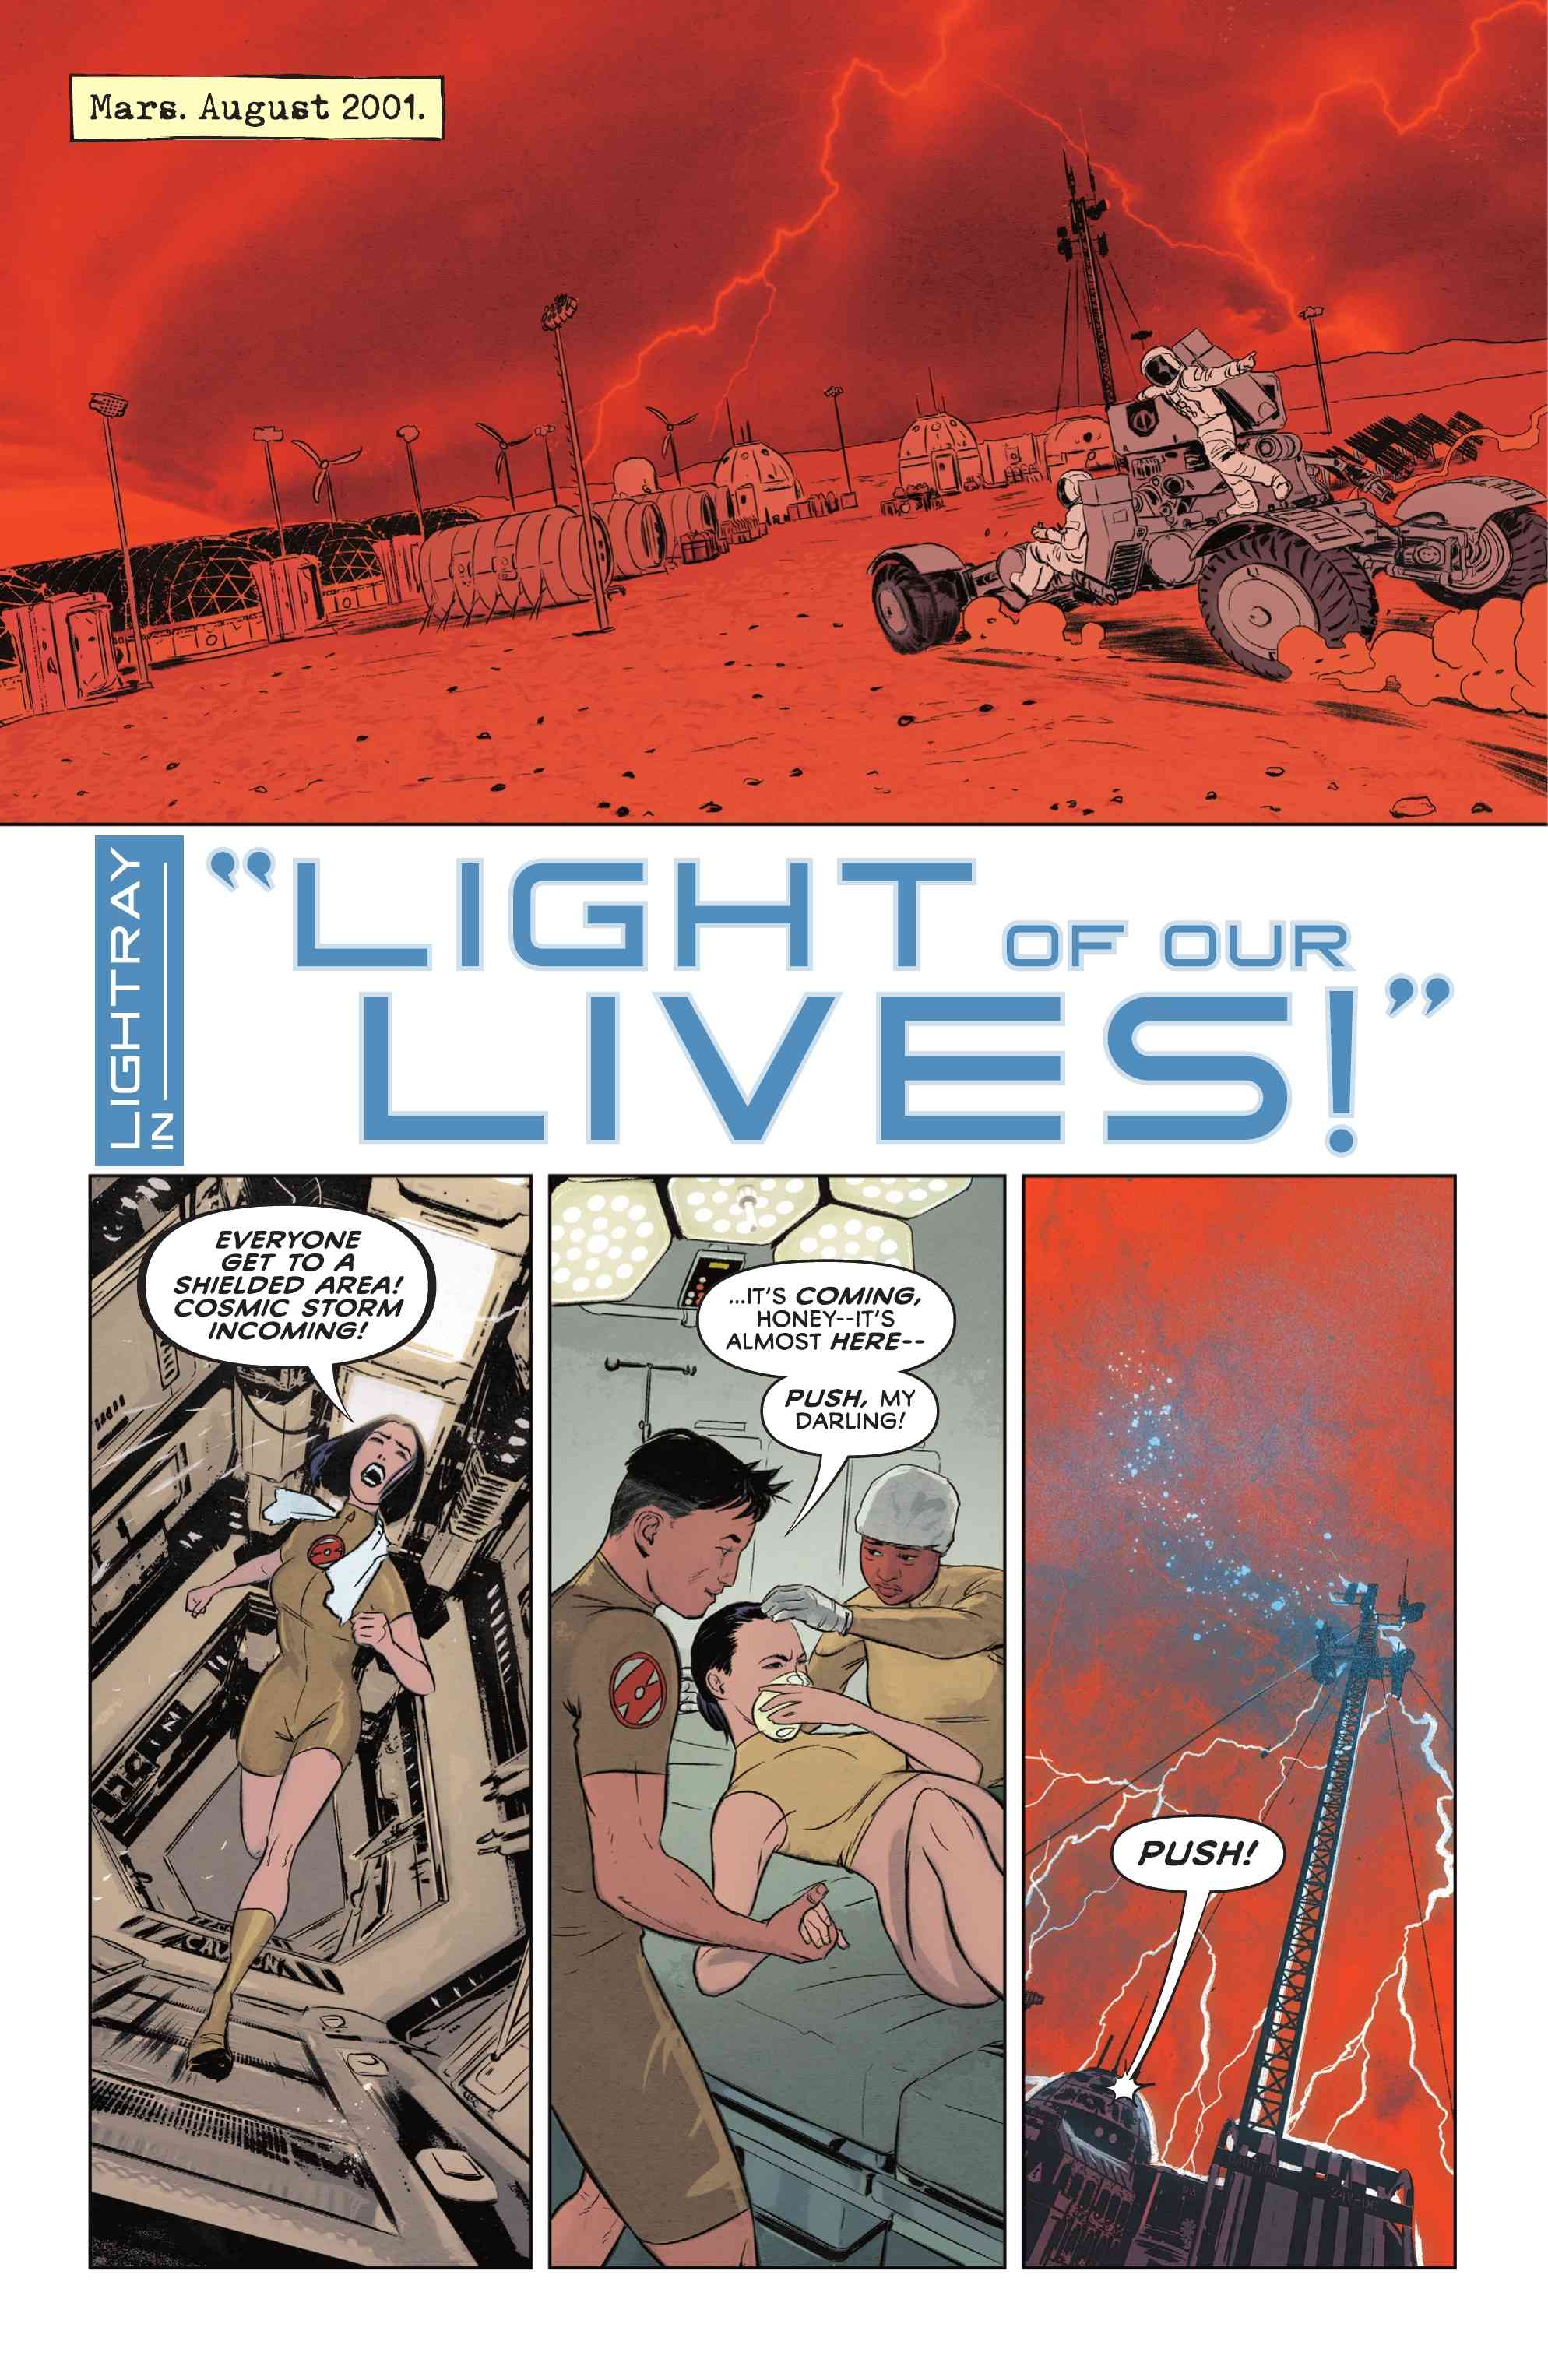 Mars. August 2001.
LIGHTRAY
IN
"LIGHT OF OUR
LIVES!"
EVERYONE
GET TO A
SHIELDED AREA!
COSMIC STORM
INCOMING!
...IT'S COMING,
HONEY--IT'S
ALMOST HERE--
PUSH, MY
DARLING!
PUSH!
CAUTION